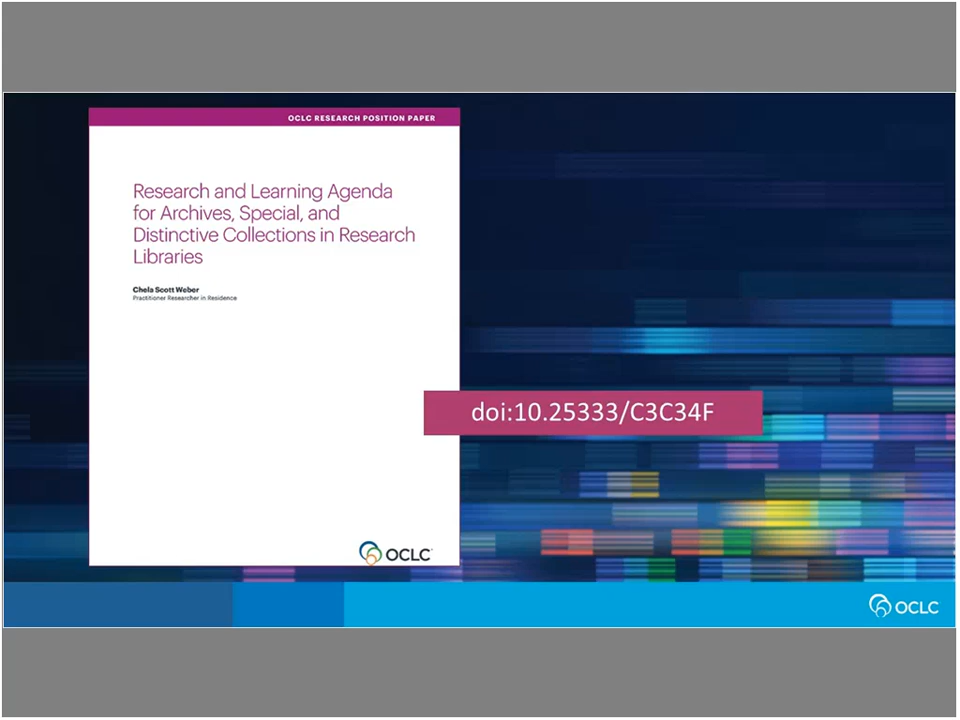 OCLC RESEARCH POSITION PAPER
Research and Learning Agenda
for Archives, Special, and
Distinctive Collections in Research
Libraries
Chela Scott Weber
Practitioner Researcher in Residence
doi:10.25333/C3C34F
OCLC
OCLC